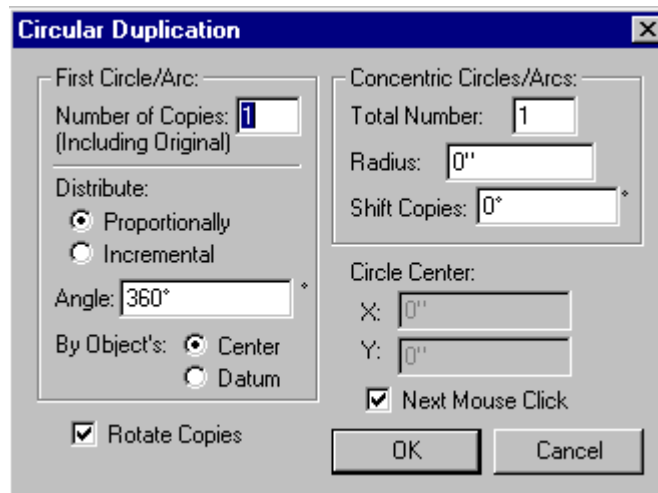 Circular Duplication
First Circle/Arc:
Number of Copies: 1
(Including Original)
Distribute:
Proportionally
Incremental
Angle: 360° °
By Object's: Center
Datum
Rotate Copies
Concentric Circles/Arcs:
Total Number: 1
Radius: 0"
Shift Copies: 0° °
Circle Center:
X: 0"
Y: 0"
Next Mouse Click
OK Cancel